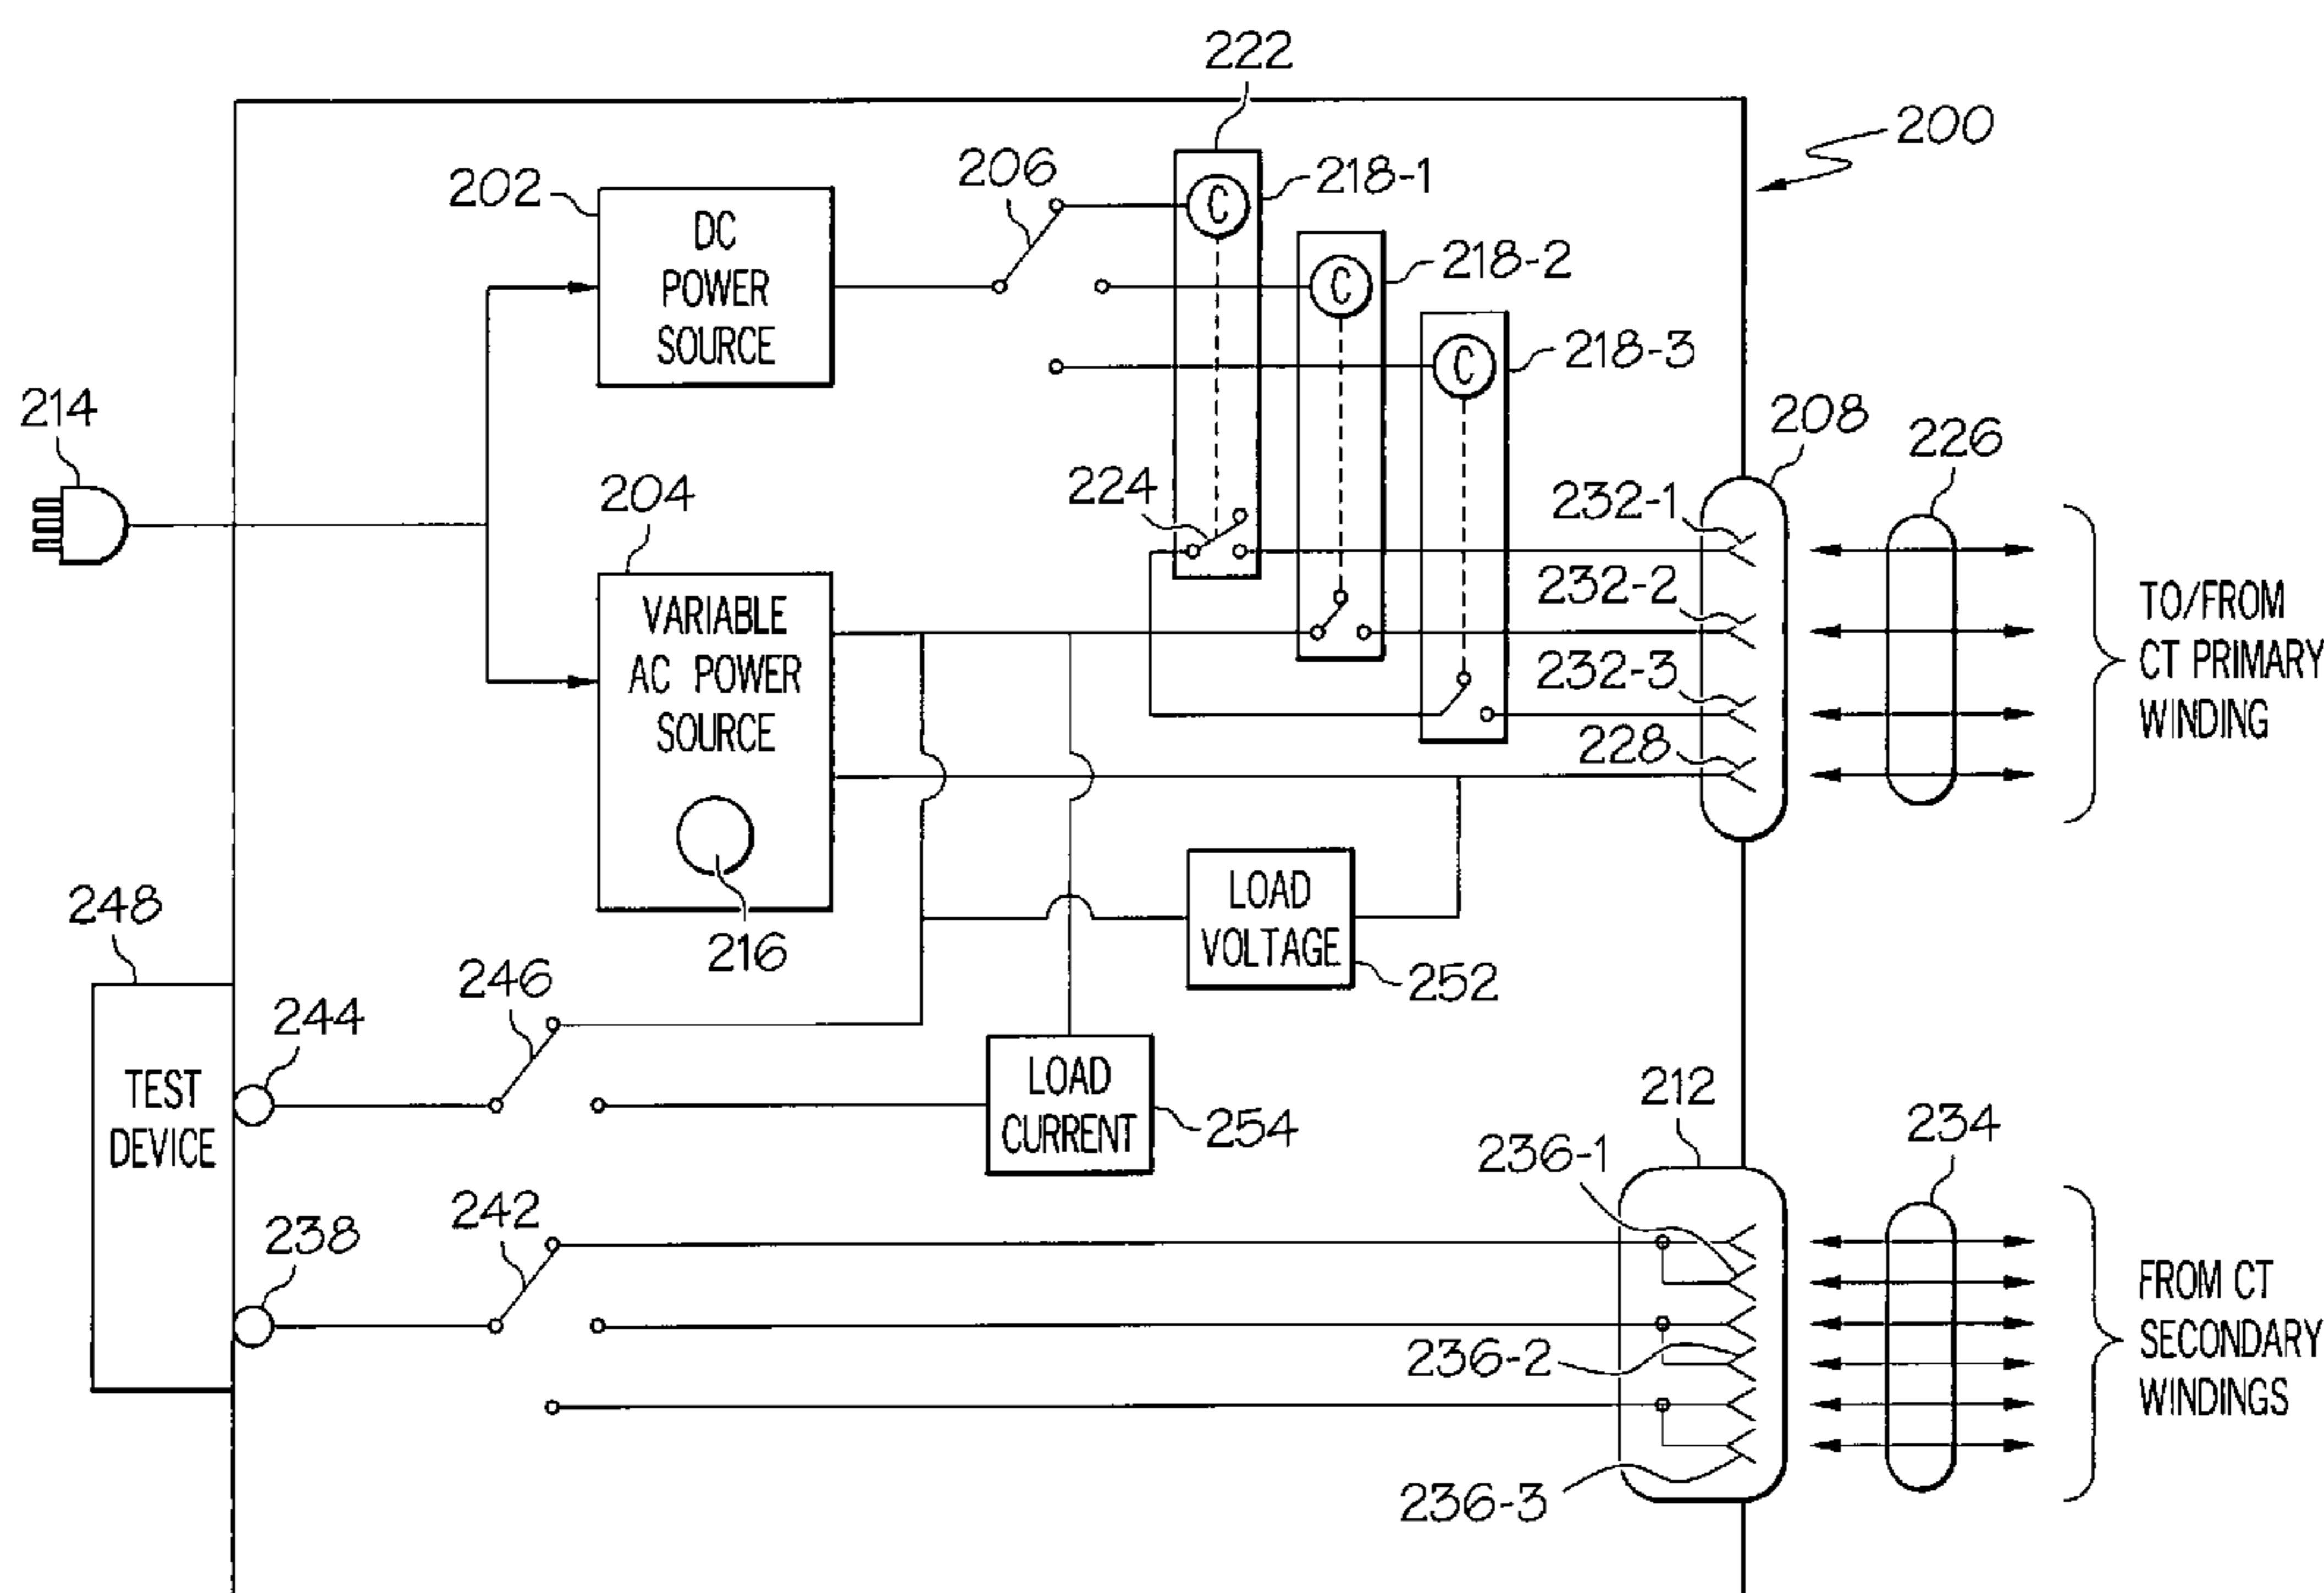 222
200
206
218-1
202
DC
POWER
SOURCE
218-2
218-3
214
208
226
204
224
232-1
VARIABLE
AC POWER
SOURCE
232-2
232-3
TO/FROM
CT PRIMARY
WINDING
228
216
LOAD
VOLTAGE
252
248
246
244
TEST
DEVICE
LOAD
CURRENT
254
212
234
236-1
242
238
236-2
FROM CT
SECONDARY
WINDINGS
236-3
C
C
C